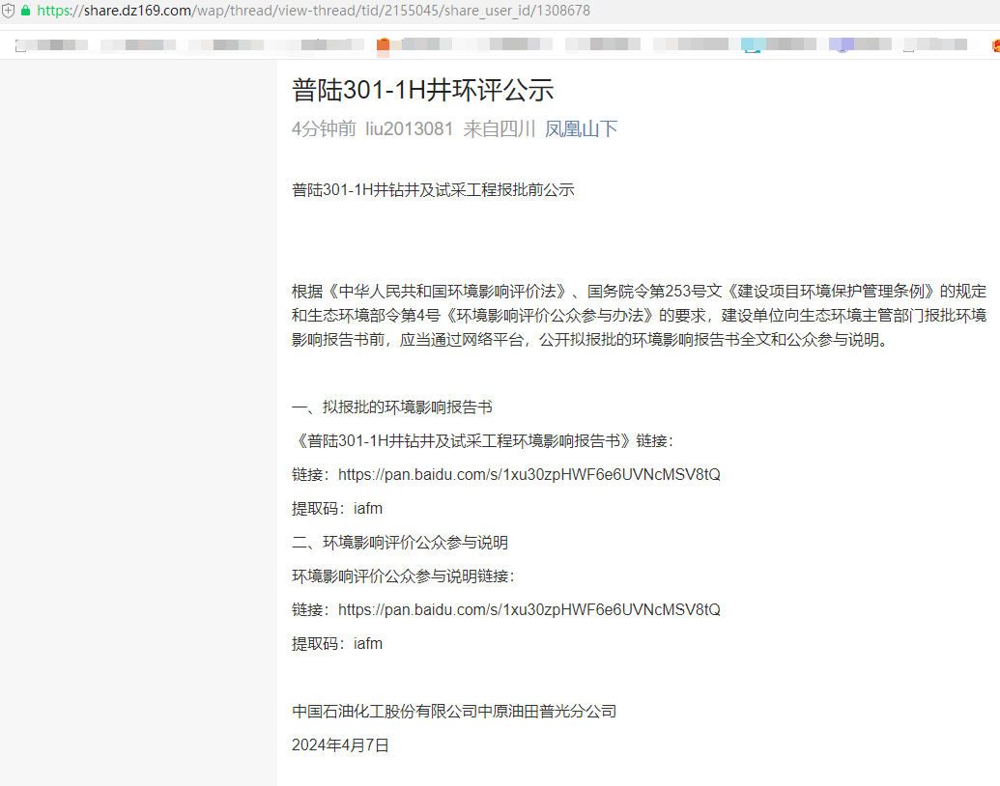 https://share.dz169.com/wap/thread/view-thread/tid/2155045/share_user_id/1308678
普陆301-1H井环评公示
4分钟前 liu2013081 来自四川 凤凰山下
普陆301-1H井钻井及试采工程报批前公示
根据《中华人民共和国环境影响评价法》、国务院令第253号文《建设项目环境保护管理条例》的规定
和生态环境部令第4号《环境影响评价公众参与办法》的要求，建设单位向生态环境主管部门报批环境
影响报告书前，应当通过网络平台，公开拟报批的环境影响报告书全文和公众参与说明。
一、拟报批的环境影响报告书
《普陆301-1H井钻井及试采工程环境影响报告书》链接：
链接：https://pan.baidu.com/s/1xu30zpHWF6e6UVNcMSV8tQ
提取码：iafm
二、环境影响评价公众参与说明
环境影响评价公众参与说明链接：
链接：https://pan.baidu.com/s/1xu30zpHWF6e6UVNcMSV8tQ
提取码：iafm
中国石油化工股份有限公司中原油田普光分公司
2024年4月7日